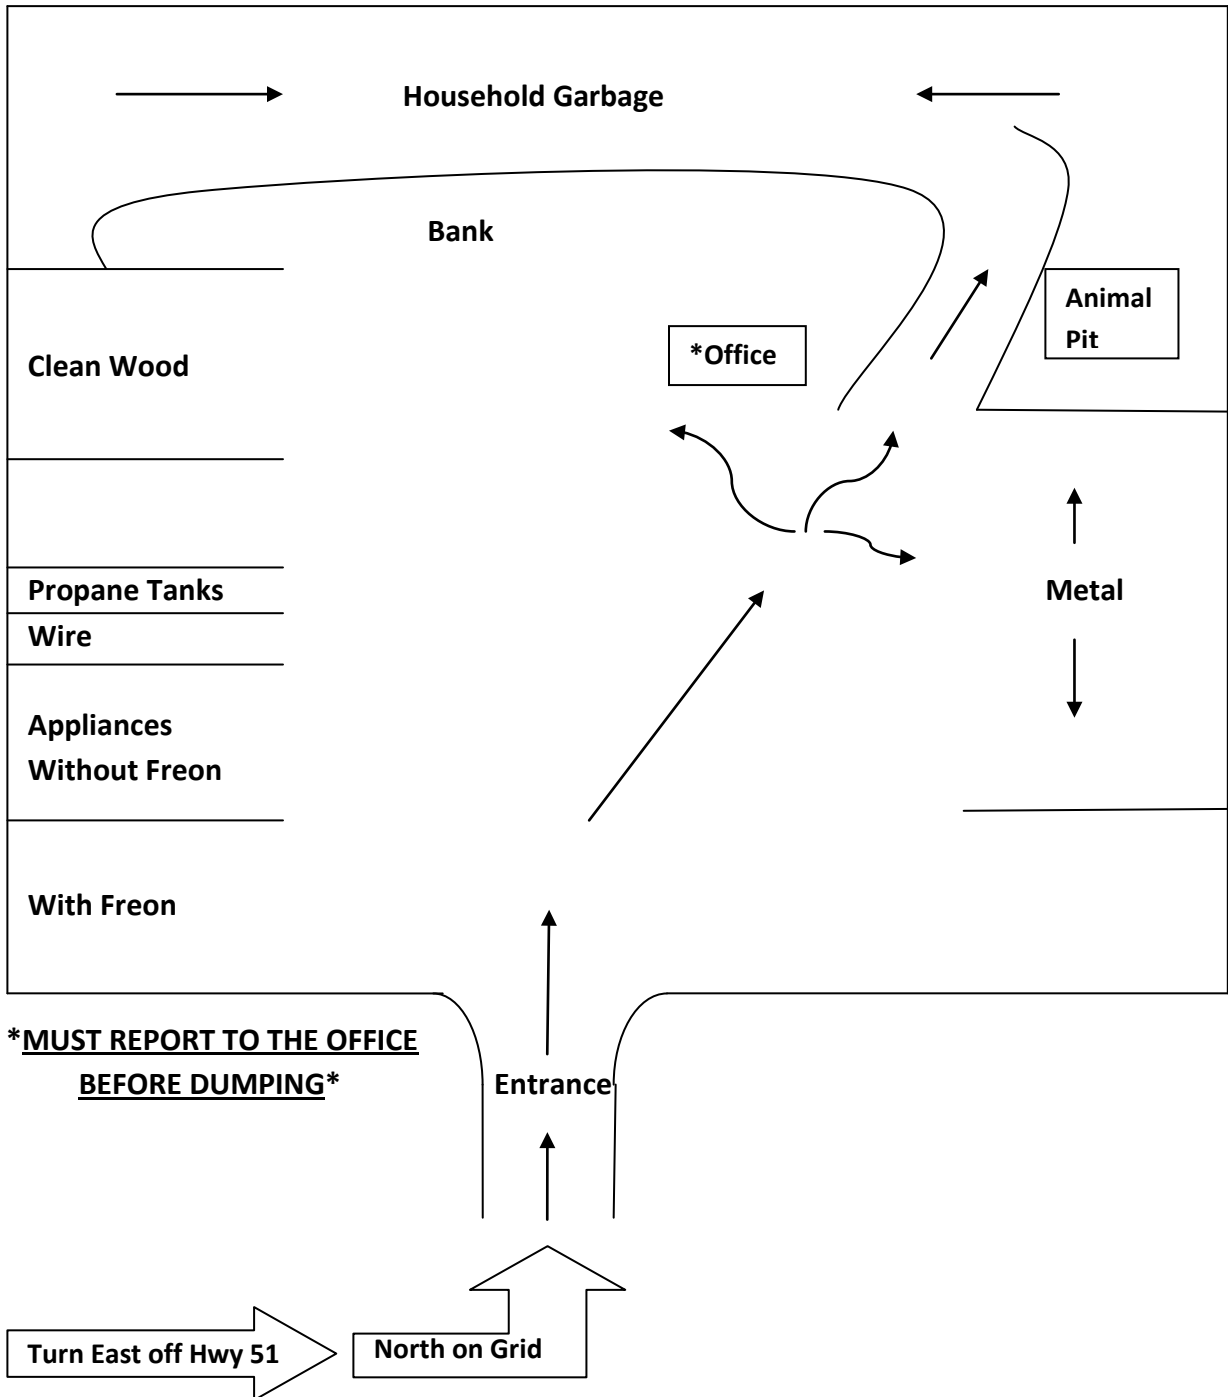 Household Garbage
Bank
Animal
Pit
*Office
Clean Wood
Propane Tanks
Metal
Wire
Appliances
Without Freon
With Freon
*MUST REPORT TO THE OFFICE
BEFORE DUMPING*
Entrance
Turn East off Hwy 51
North on Grid